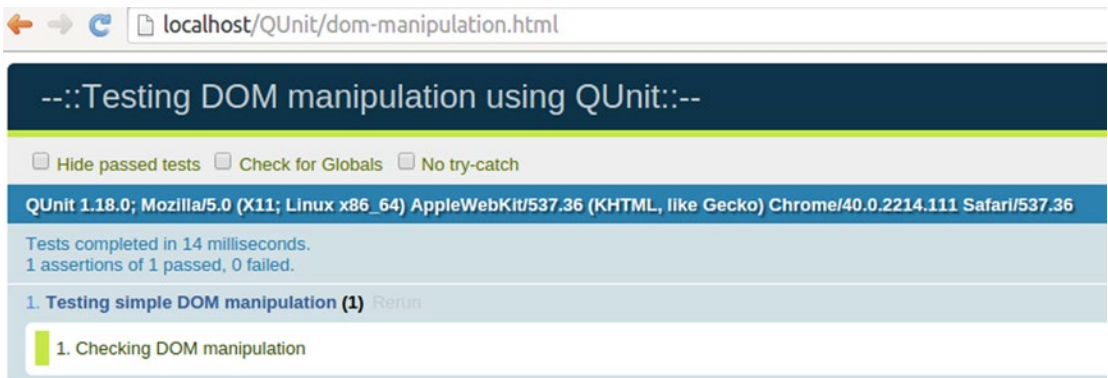 localhost/QUnit/dom-manipulation.html
--::Testing DOM manipulation using QUnit::--
Hide passed tests Check for Globals No try-catch
QUnit 1.18.0; Mozilla/5.0 (X11; Linux x86_64) AppleWebKit/537.36 (KHTML, like Gecko) Chrome/40.0.2214.111 Safari/537.36
Tests completed in 14 milliseconds.
1 assertions of 1 passed, 0 failed.
1. Testing simple DOM manipulation (1) Rerun
1. Checking DOM manipulation